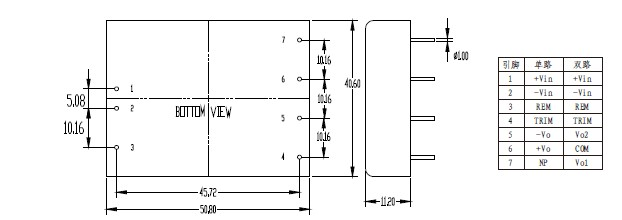 7
10.16
ø1.00
6
40.60
1
5.08
2
10.16
BOTTOM VIEW
5
10.16
10.16
3
4
45.72
50.80
11.20
引脚 单路 双路
1 +Vin +Vin
2 -Vin -Vin
3 REM REM
4 TRIM TRIM
5 -Vo Vo2
6 +Vo COM
7 NP Vo1